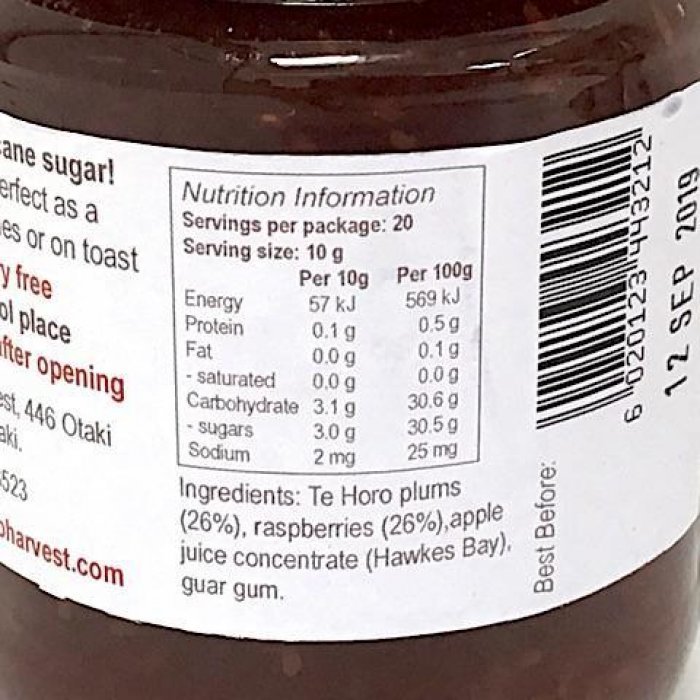 ane sugar!
erfect as a
es or on toast
y free
ol place
fter opening
est, 446 Otaki
aki.
523
harvest.com
Nutrition Information
Servings per package: 20
Serving size: 10 g
Per 10g Per 100g
Energy 57 kJ 569 kJ
Protein 0.1 g 0.5 g
Fat 0.0 g 0.1 g
- saturated 0.0 g 0.0 g
Carbohydrate 3.1 g 30.6 g
- sugars 3.0 g 30.5 g
Sodium 2 mg 25 mg
Ingredients: Te Horo plums
(26%), raspberries (26%),apple
juice concentrate (Hawkes Bay),
guar gum.
6 020123 443212
Best Before: 12 SEP 2019